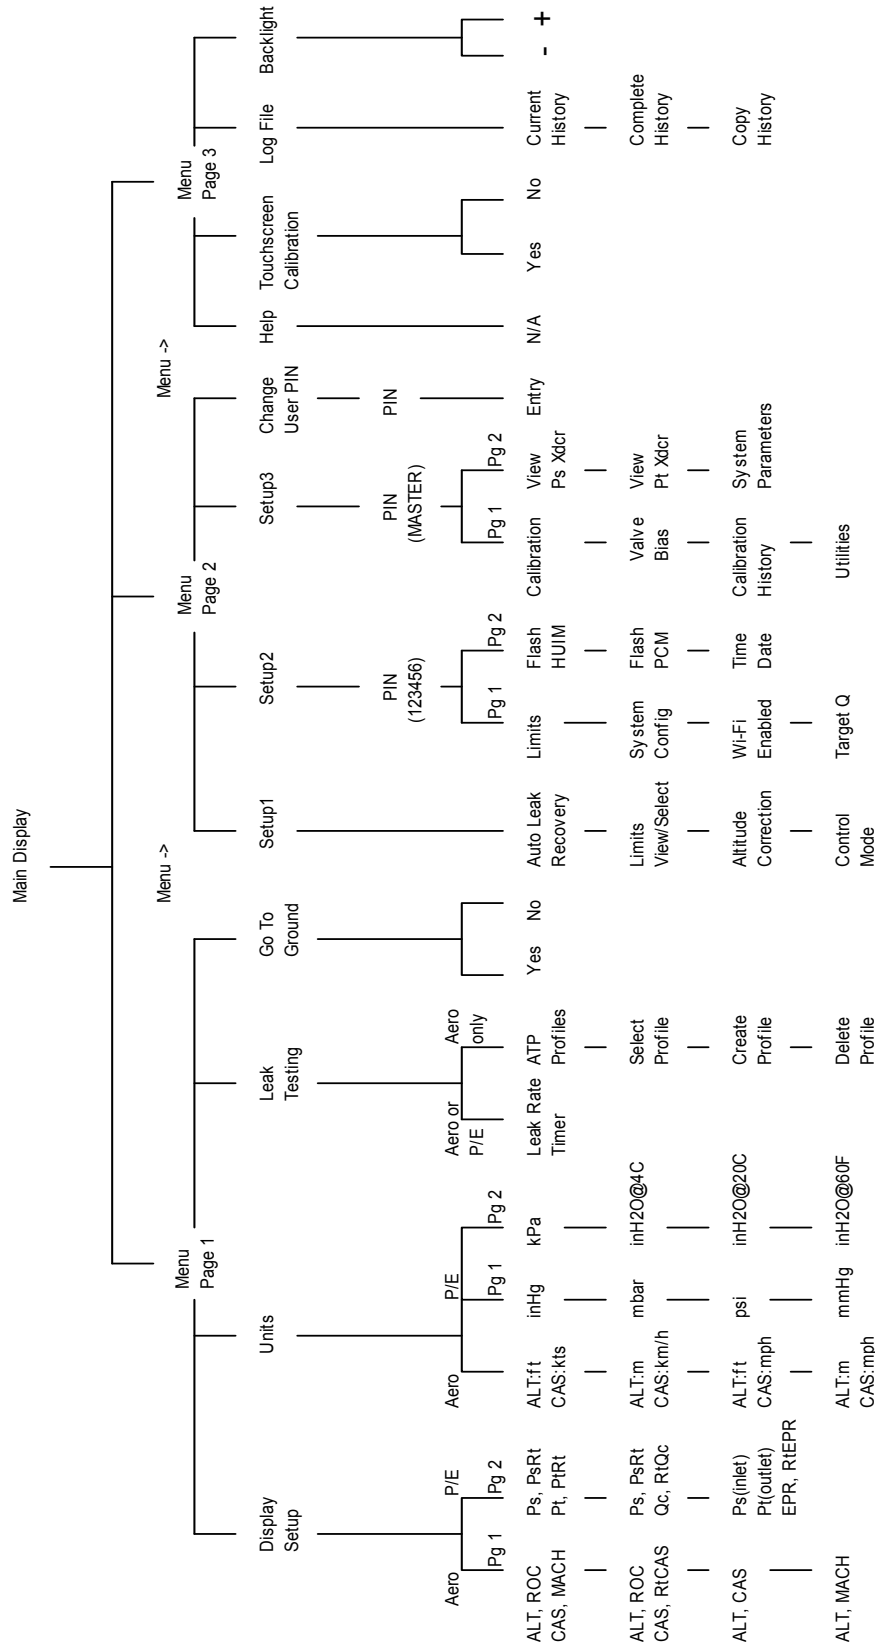 Main Display
Menu
Page 1
Menu ->
Menu
Page 2
Menu ->
Menu
Page 3
Display
Setup
Units
Leak
Testing
Go To
Ground
Setup1
Setup2
Setup3
Change
User PIN
Help
Touchscreen
Calibration
Log File
Backlight
PIN
(123456)
PIN
(MASTER)
PIN
Aero
P/E
Pg 1
Pg 2
ALT, ROC
CAS, MACH
ALT, ROC
CAS, RtCAS
ALT, CAS
ALT, MACH
Ps, PsRt
Pt, PtRt
Ps, PsRt
Qc, RtQc
Ps(inlet)
Pt(outlet)
EPR, RtEPR
Aero
P/E
Pg 1
Pg 2
ALT:ft
CAS:kts
ALT:m
CAS:km/h
ALT:ft
CAS:mph
ALT:m
CAS:mph
inHg
mbar
psi
mmHg
kPa
inH2O@4C
inH2O@20C
inH2O@60F
Aero or
P/E
Aero
only
Leak Rate
Timer
ATP
Profiles
Select
Profile
Create
Profile
Delete
Profile
Yes
No
Auto Leak
Recovery
Limits
View/Select
Altitude
Correction
Control
Mode
Pg 1
Pg 2
Limits
System
Config
Wi-Fi
Enabled
Target Q
Flash
HUIM
Flash
PCM
Time
Date
Pg 1
Pg 2
Calibration
Valve
Bias
Calibration
History
Utilities
View
Ps Xdcr
View
Pt Xdcr
System
Parameters
Entry
N/A
Yes
No
Current
History
Complete
History
Copy
History
-
+